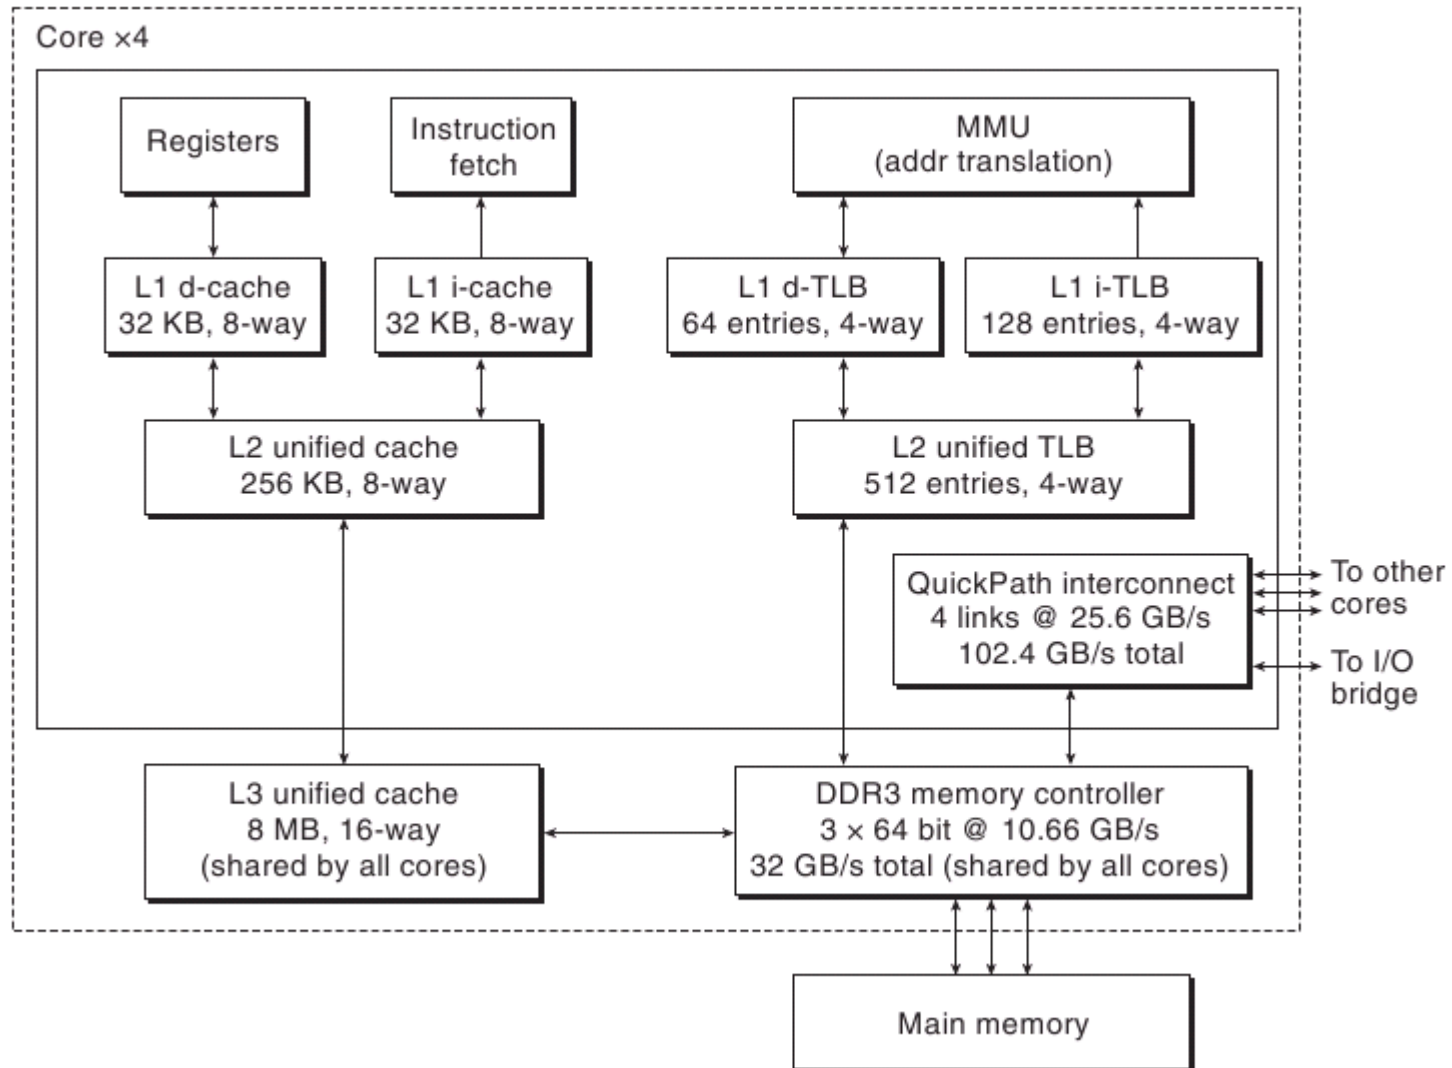 Core ×4
Registers
Instruction
fetch
MMU
(addr translation)
L1 d-cache
32 KB, 8-way
L1 i-cache
32 KB, 8-way
L1 d-TLB
64 entries, 4-way
L1 i-TLB
128 entries, 4-way
L2 unified cache
256 KB, 8-way
L2 unified TLB
512 entries, 4-way
QuickPath interconnect
4 links @ 25.6 GB/s
102.4 GB/s total
To other
cores
To I/O
bridge
L3 unified cache
8 MB, 16-way
(shared by all cores)
DDR3 memory controller
3 × 64 bit @ 10.66 GB/s
32 GB/s total (shared by all cores)
Main memory